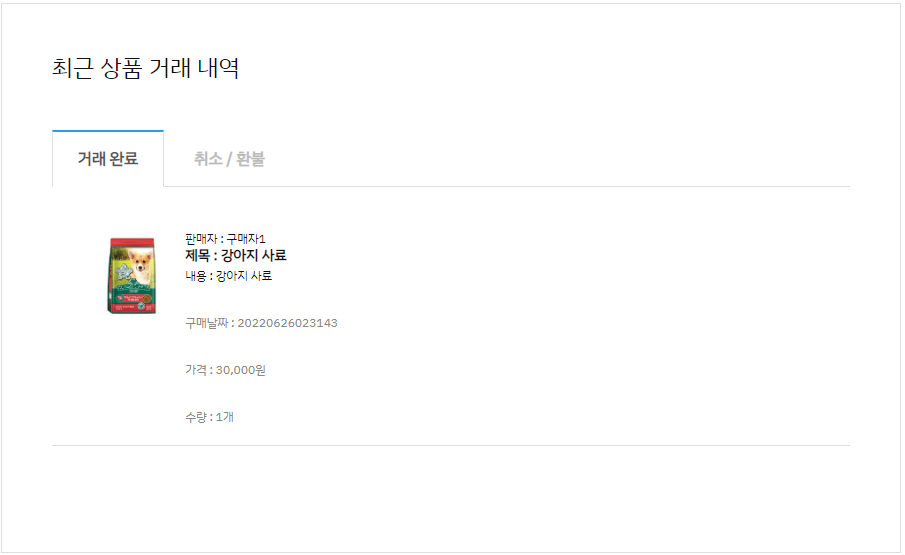 최근 상품 거래 내역
거래 완료
취소 / 환불
판매자 : 구매자1
제목 : 강아지 사료
내용 : 강아지 사료
구매날짜 : 20220626023143
가격 : 30,000원
수량 : 1개